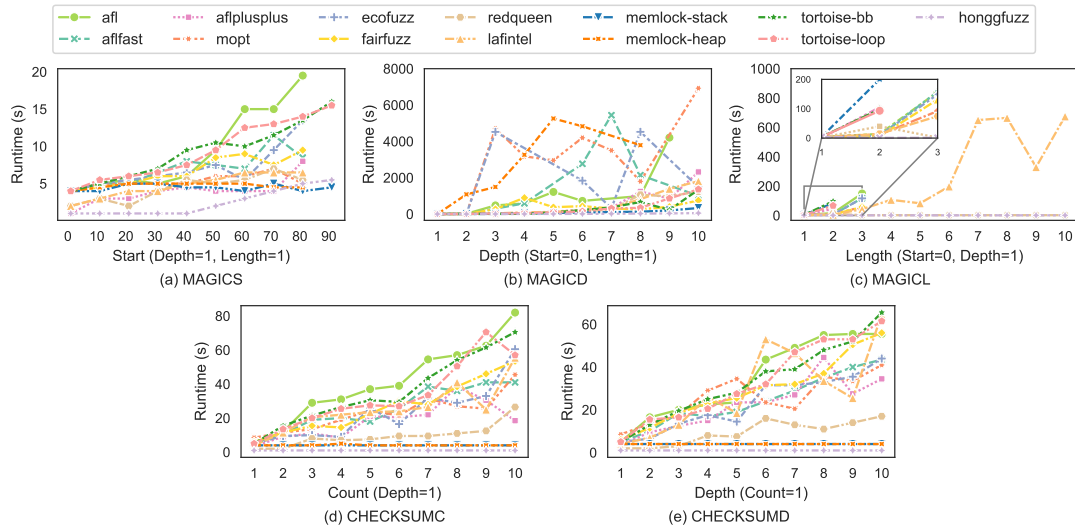 afl aflplusplus ecofuzz redqueen memlock-stack tortoise-bb honggfuzz
aflfast mopt fairfuzz lafintel memlock-heap tortoise-loop
20
15
10
5
Runtime (s)
0 10 20 30 40 50 60 70 80 90
Start (Depth=1, Length=1)
(a) MAGICS
8000
6000
4000
2000
0
Runtime (s)
1 2 3 4 5 6 7 8 9 10
Depth (Start=0, Length=1)
(b) MAGICD
1000
800
600
400
200
0
Runtime (s)
200
100
0
1 2 3
1 2 3 4 5 6 7 8 9 10
Length (Start=0, Depth=1)
(c) MAGICL
80
60
40
20
0
Runtime (s)
1 2 3 4 5 6 7 8 9 10
Count (Depth=1)
(d) CHECKSUMC
60
40
20
0
Runtime (s)
1 2 3 4 5 6 7 8 9 10
Depth (Count=1)
(e) CHECKSUMD